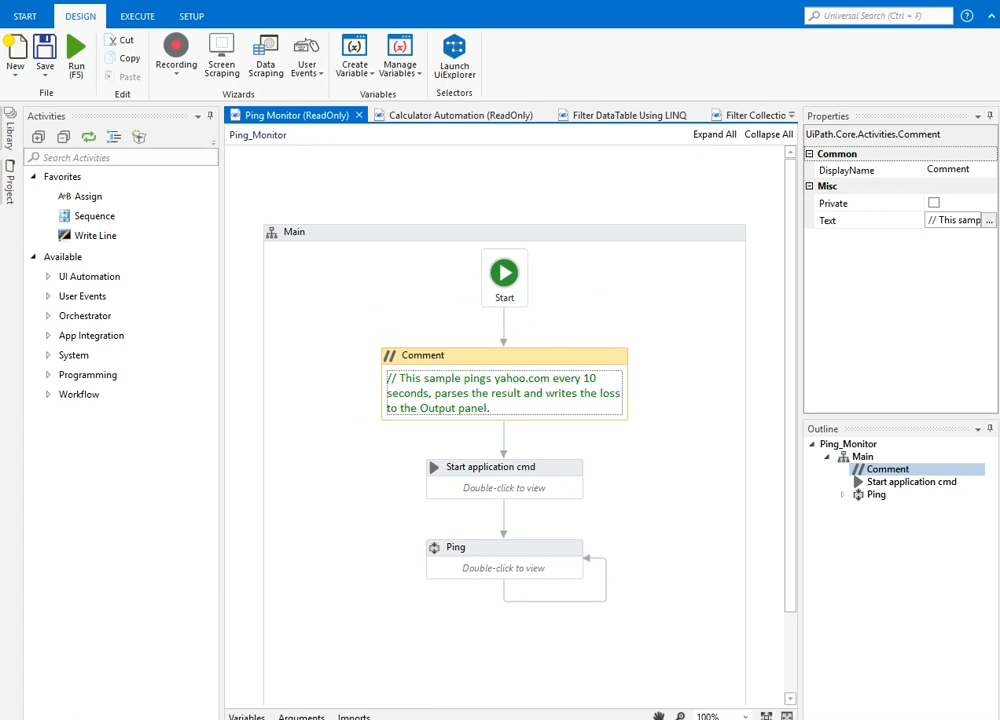 START
DESIGN
EXECUTE
SETUP
Universal Search (Ctrl + F)
?
New
Save
Run
(F5)
File
Cut
Copy
Paste
Edit
Recording
Screen
Scraping
Data
Scraping
User
Events
Wizards
Create
Variable
Manage
Variables
Variables
Launch
UiExplorer
Selectors
Library
Project
Activities
Search Activities
Favorites
A+B Assign
Sequence
Write Line
Available
UI Automation
User Events
Orchestrator
App Integration
System
Programming
Workflow
Ping Monitor (ReadOnly)
Calculator Automation (ReadOnly)
Filter DataTable Using LINQ
Filter Collectio
Ping_Monitor
Expand All
Collapse All
Main
Start
// Comment
// This sample pings yahoo.com every 10
seconds, parses the result and writes the loss
to the Output panel.
Start application cmd
Double-click to view
Ping
Double-click to view
Variables
Arguments
Imports
100%
Properties
UiPath.Core.Activities.Comment
Common
DisplayName
Comment
Misc
Private
Text
// This samp
...
Outline
Ping_Monitor
Main
// Comment
Start application cmd
Ping